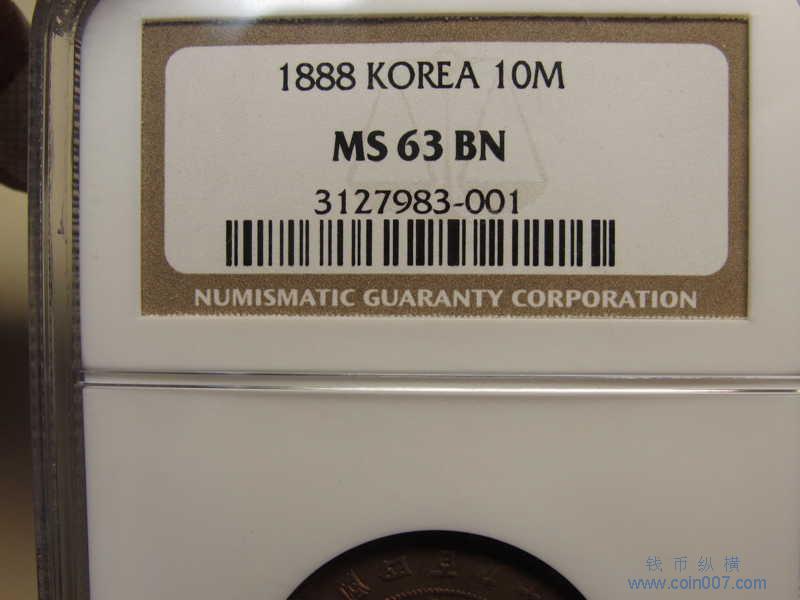 1888 KOREA 10M
MS 63 BN
3127983-001
NUMISMATIC GUARANTY CORPORATION
钱币纵横
www.coin007.com